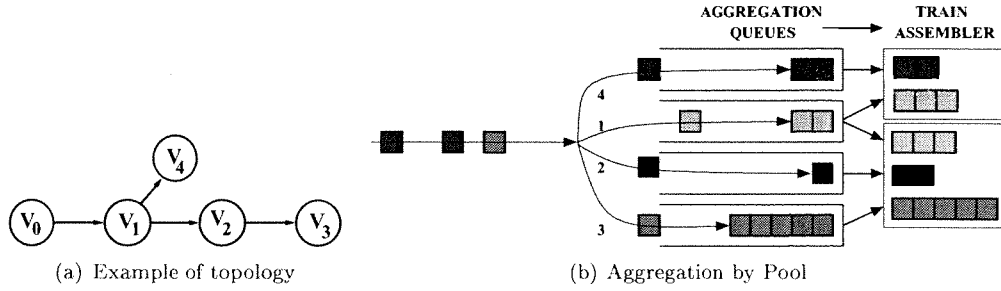 AGGREGATION QUEUES
TRAIN ASSEMBLER
4
1
2
3
V4
V0
V1
V2
V3
(a) Example of topology
(b) Aggregation by Pool